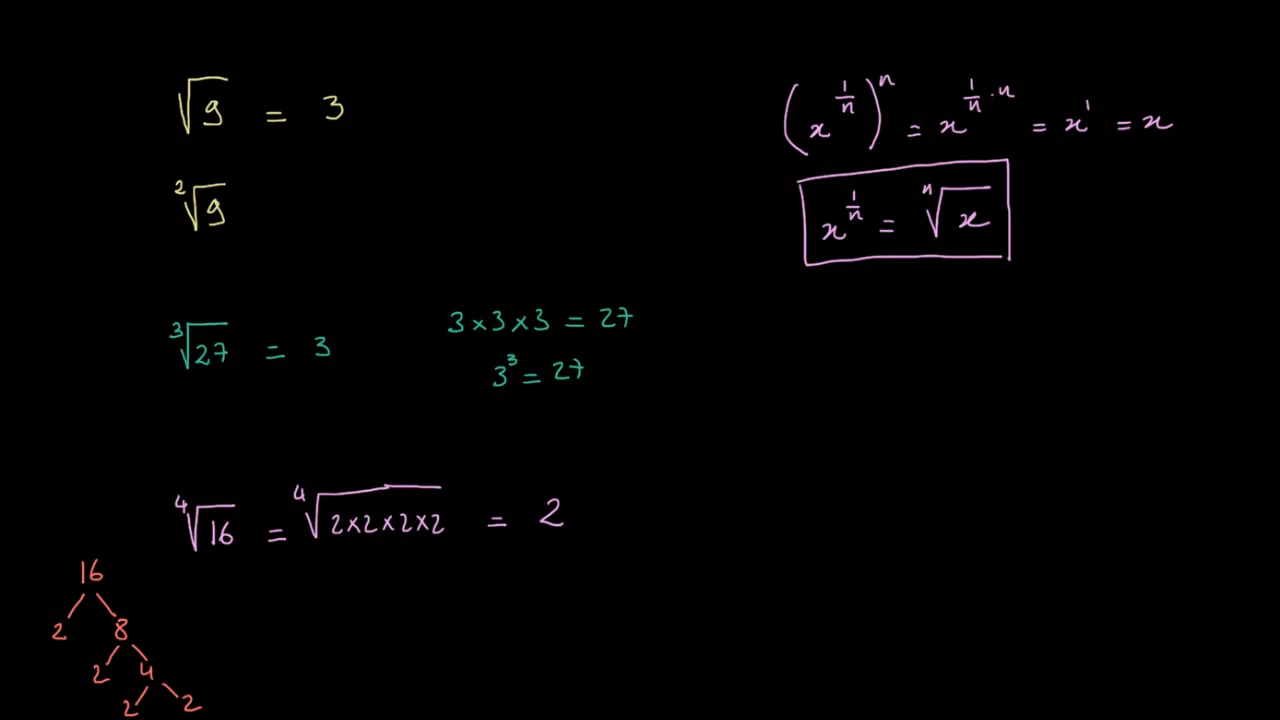 √9 = 3
²√9
³√27 = 3
3×3×3 = 27
3³ = 27
⁴√16 = ⁴√2×2×2×2 = 2
16
2 8
2 4
2 2
(x^(1/n))^n = x^(1/n · n) = x¹ = x
x^(1/n) = ⁿ√x